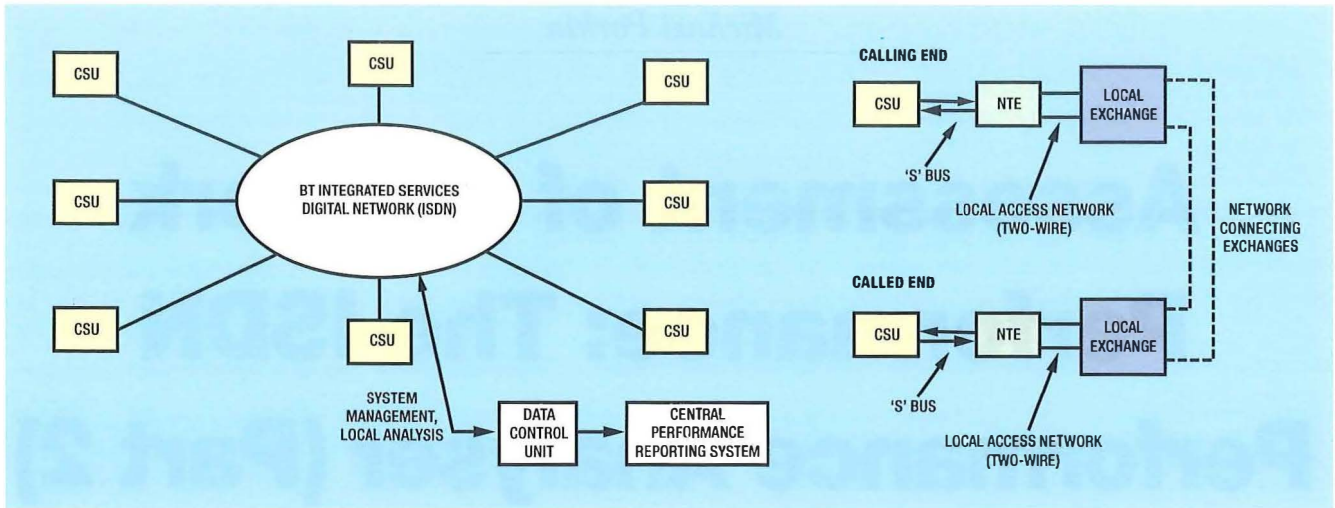 CSU
CSU
CSU
CSU
CSU
CSU
CSU
CSU
BT INTEGRATED SERVICES
DIGITAL NETWORK (ISDN)
SYSTEM
MANAGEMENT,
LOCAL ANALYSIS
DATA
CONTROL
UNIT
CENTRAL
PERFORMANCE
REPORTING SYSTEM
CALLING END
CSU
NTE
LOCAL
EXCHANGE
'S' BUS
LOCAL ACCESS NETWORK
(TWO-WIRE)
NETWORK
CONNECTING
EXCHANGES
CALLED END
CSU
NTE
LOCAL
EXCHANGE
'S' BUS
LOCAL ACCESS NETWORK
(TWO-WIRE)